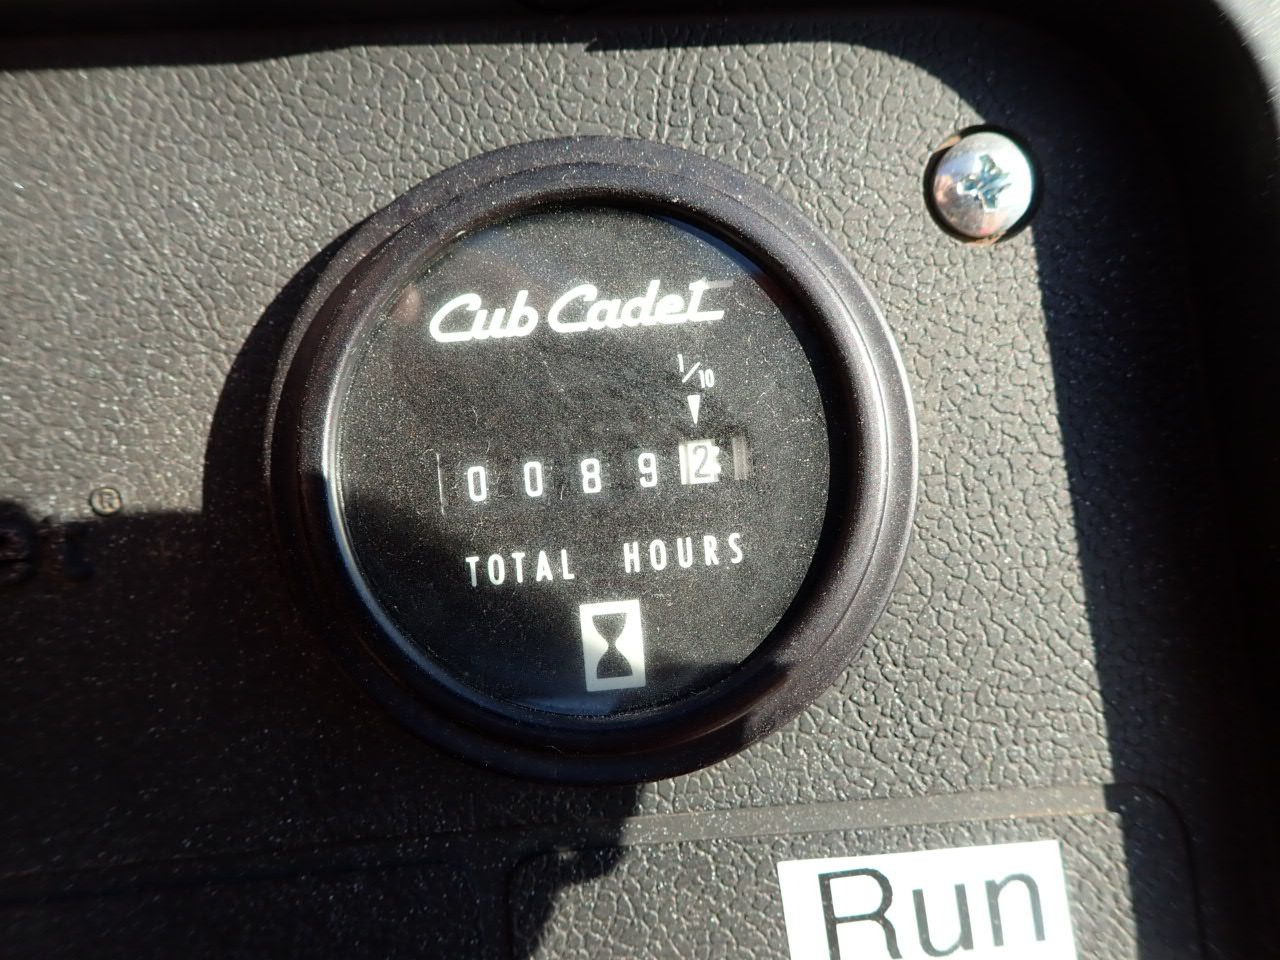 Cub Cadet
1/10
0 0 8 9 2
TOTAL HOURS
®
Run